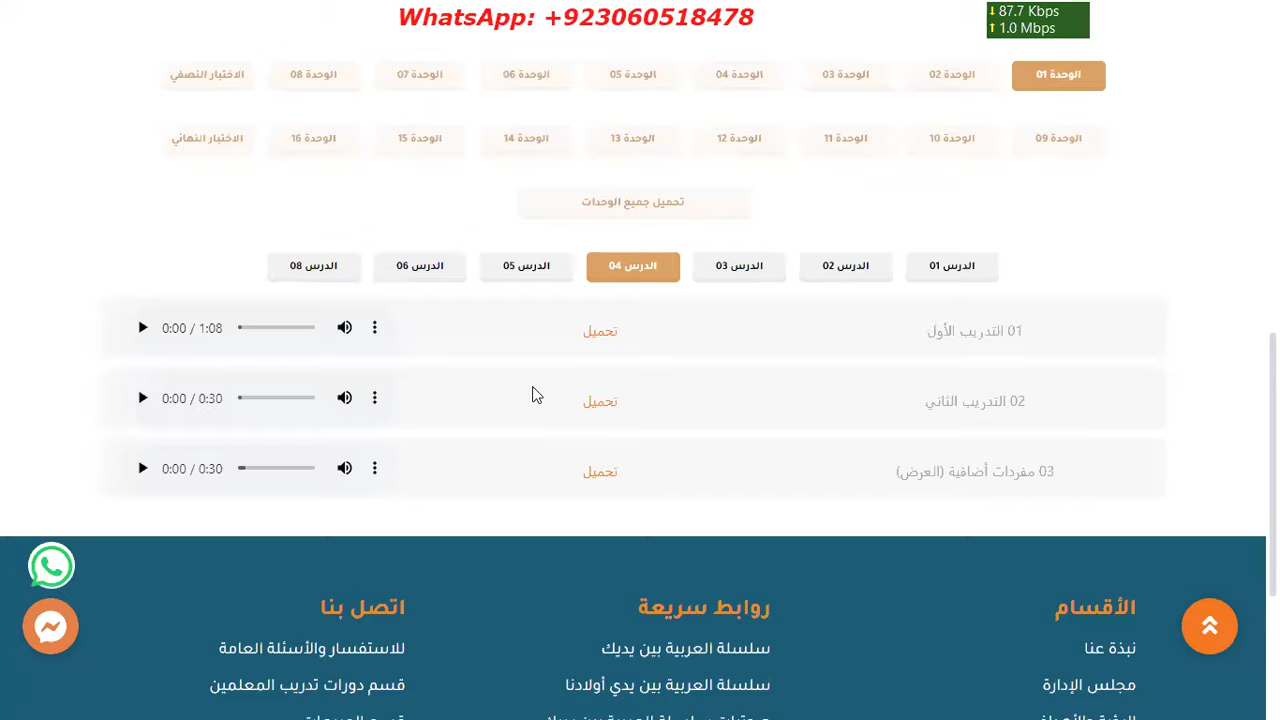 WhatsApp: +923060518478
↓ 87.7 Kbps
↑ 1.0 Mbps
الوحدة 01 الوحدة 02 الوحدة 03 الوحدة 04 الوحدة 05 الوحدة 06 الوحدة 07 الوحدة 08 الاختبار النصفي
الوحدة 09 الوحدة 10 الوحدة 11 الوحدة 12 الوحدة 13 الوحدة 14 الوحدة 15 الوحدة 16 الاختبار النهائي
تحميل جميع الوحدات
الدرس 01 الدرس 02 الدرس 03 الدرس 04 الدرس 05 الدرس 06 الدرس 08
01 التدريب الأول تحميل 0:00 / 1:08
02 التدريب الثاني تحميل 0:00 / 0:30
03 مفردات أضافية (العرض) تحميل 0:00 / 0:30
الأقسام روابط سريعة اتصل بنا
نبذة عنا سلسلة العربية بين يديك للاستفسار والأسئلة العامة
مجلس الإدارة سلسلة العربية بين يدي أولادنا قسم دورات تدريب المعلمين